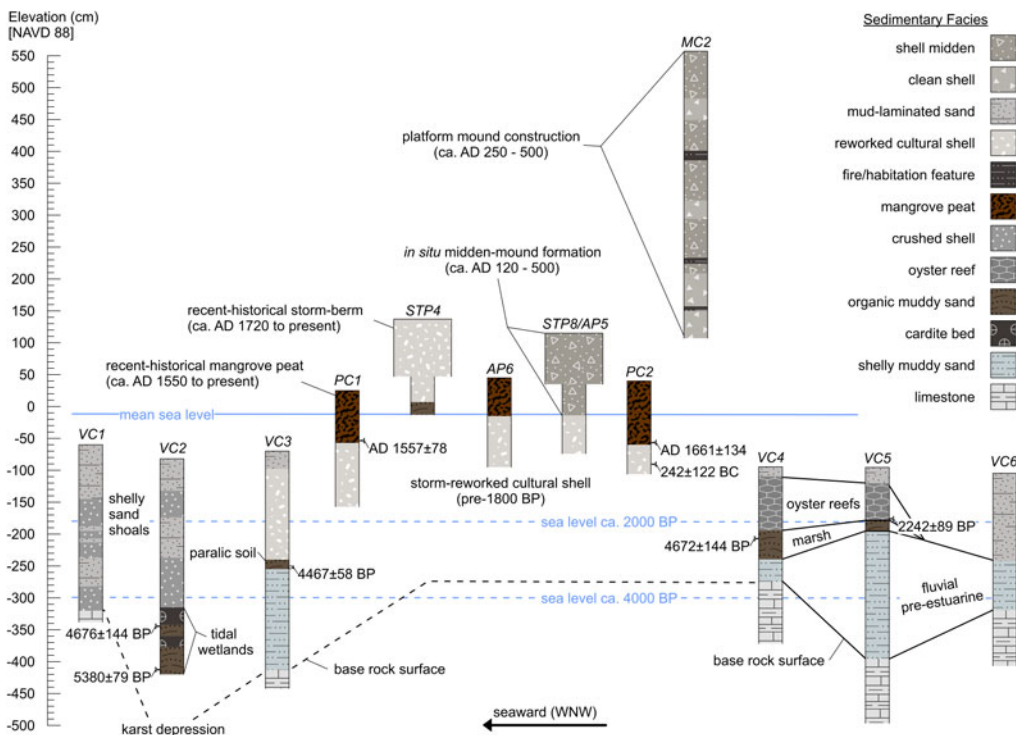 Elevation (cm)
[NAVD 88]
550
500
450
400
350
300
250
200
150
100
50
0
-50
-100
-150
-200
-250
-300
-350
-400
-450
-500
Sedimentary Facies
shell midden
clean shell
mud-laminated sand
reworked cultural shell
fire/habitation feature
mangrove peat
crushed shell
oyster reef
organic muddy sand
cardite bed
shelly muddy sand
limestone
MC2
platform mound construction
(ca. AD 250 - 500)
in situ midden-mound formation
(ca. AD 120 - 500)
recent-historical storm-berm
(ca. AD 1720 to present)
STP4
STP8/AP5
recent-historical mangrove peat
(ca. AD 1550 to present)
PC1
AP6
PC2
mean sea level
VC1
VC2
VC3
AD 1557±78
AD 1661±134
242±122 BC
VC4
VC5
VC6
storm-reworked cultural shell
(pre-1800 BP)
shelly
sand
shoals
oyster reefs
sea level ca. 2000 BP
2242±89 BP
marsh
4672±144 BP
paralic soil
4467±58 BP
fluvial
pre-estuarine
sea level ca. 4000 BP
4676±144 BP
tidal
wetlands
5380±79 BP
base rock surface
base rock surface
karst depression
seaward (WNW)